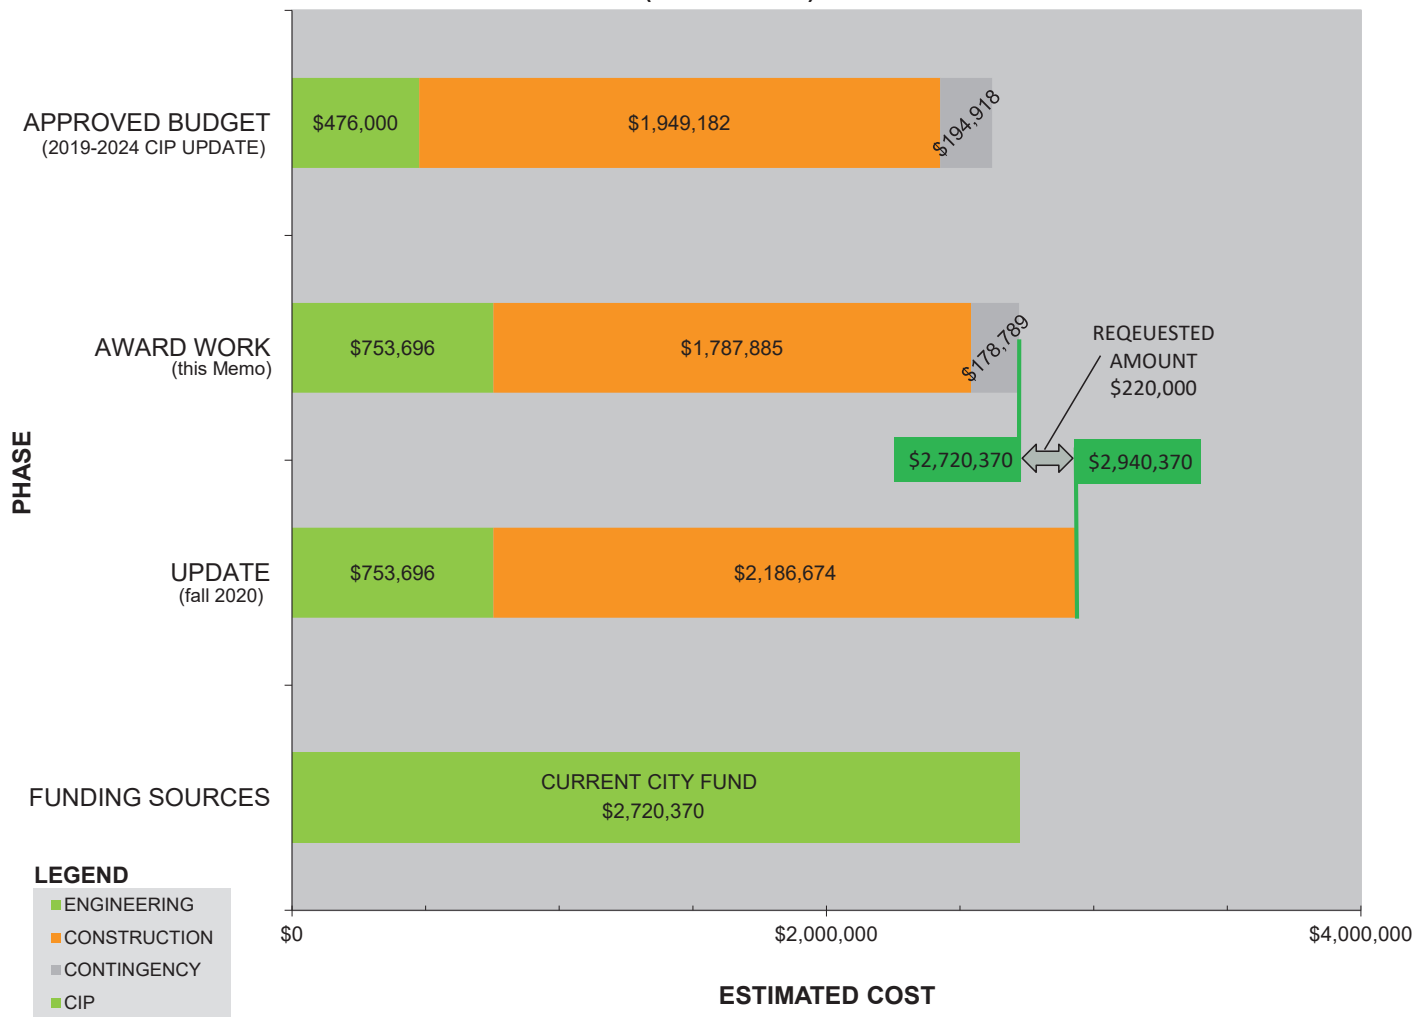 APPROVED BUDGET
(2019-2024 CIP UPDATE)
$476,000
$1,949,182
$194,918
AWARD WORK
(this Memo)
$753,696
$1,787,885
$178,789
REQEUESTED
AMOUNT
$220,000
$2,720,370
$2,940,370
PHASE
UPDATE
(fall 2020)
$753,696
$2,186,674
FUNDING SOURCES
CURRENT CITY FUND
$2,720,370
LEGEND
ENGINEERING
CONSTRUCTION
CONTINGENCY
CIP
$0
$2,000,000
$4,000,000
ESTIMATED COST